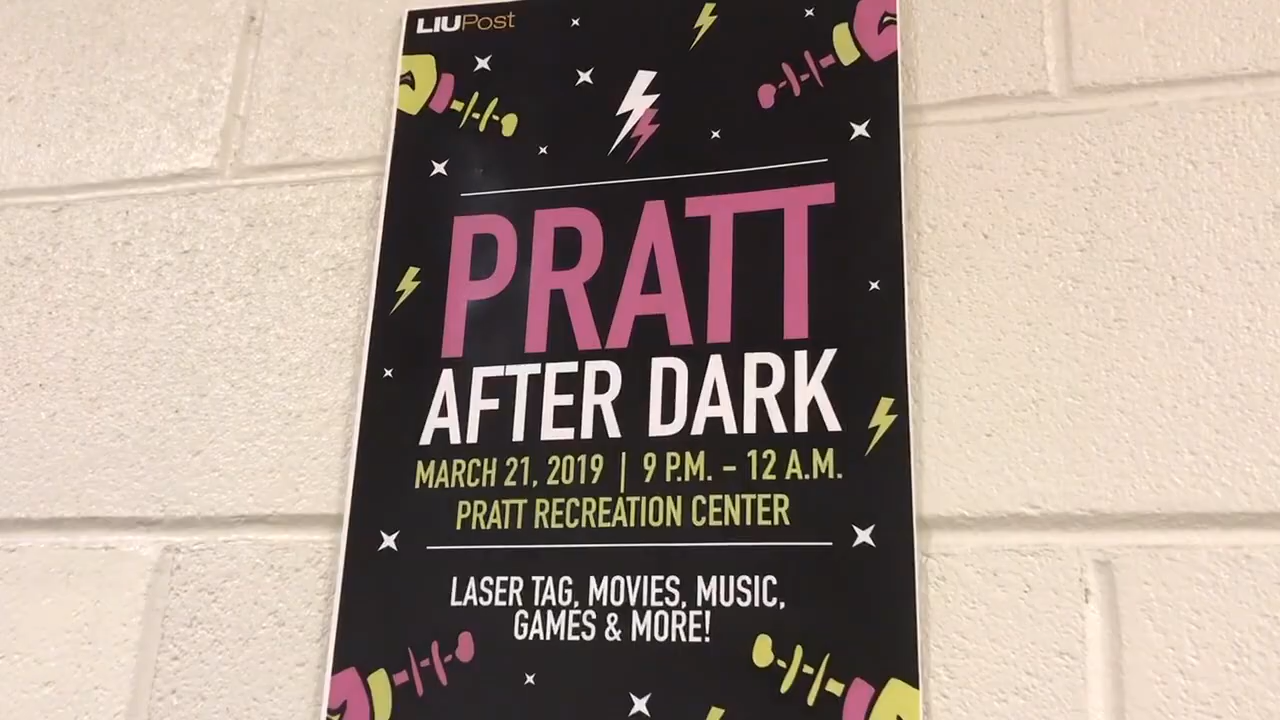 LIUPost
PRATT
AFTER DARK
MARCH 21, 2019 | 9 P.M. – 12 A.M.
PRATT RECREATION CENTER
LASER TAG, MOVIES, MUSIC,
GAMES & MORE!